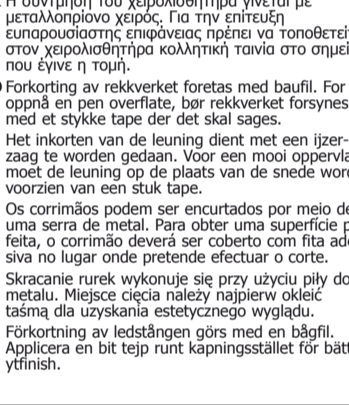 Η σύντμηση του χειρολισθητήρα γίνεται με
μεταλλοπρίονο χειρός. Για την επίτευξη
ευπαρουσίαστης επιφάνειας πρέπει να τοποθετεί
στον χειρολισθητήρα κολλητική ταινία στο σημεί
που έγινε η τομή.
Forkorting av rekkverket foretas med baufil. For
oppnå en pen overflate, bør rekkverket forsynes
med et stykke tape der det skal sages.
Het inkorten van de leuning dient met een ijzer-
zaag te worden gedaan. Voor een mooi oppervla
moet de leuning op de plaats van de snede wor
voorzien van een stuk tape.
Os corrimãos podem ser encurtados por meio de
uma serra de metal. Para obter uma superfície p
feita, o corrimão deverá ser coberto com fita ad
siva no lugar onde pretende efectuar o corte.
Skracanie rurek wykonuje się przy użyciu piły do
metalu. Miejsce cięcia należy najpierw okleić
taśmą dla uzyskania estetycznego wyglądu.
Förkortning av ledstången görs med en bågfil.
Applicera en bit tejp runt kapningsstället för bätt
ytfinish.